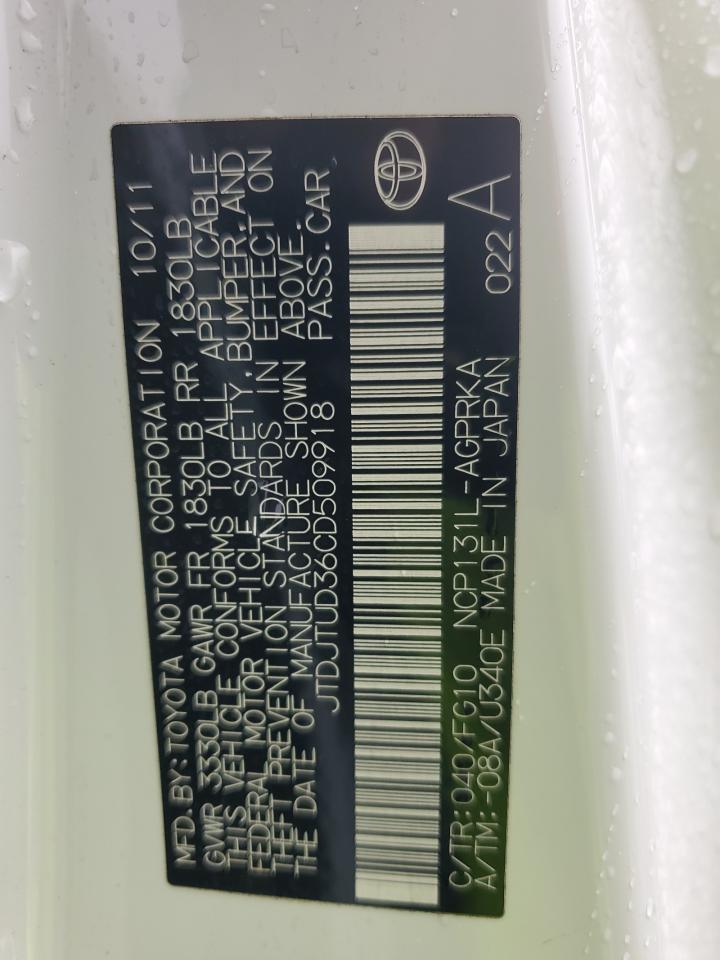 MFD. BY: TOYOTA MOTOR CORPORATION 10/11
GVWR 3330LB GAWR FR 1830LB RR 1830LB
THIS VEHICLE CONFORMS TO ALL APPLICABLE
FEDERAL MOTOR VEHICLE SAFETY, BUMPER, AND
THEFT PREVENTION STANDARDS IN EFFECT ON
THE DATE OF MANUFACTURE SHOWN ABOVE.
JTDJTUD36CD509918 PASS. CAR
C/TR: 040/FG10 NCP131L-AGPRKA 022 A
A/TM: -08A/U340E MADE IN JAPAN